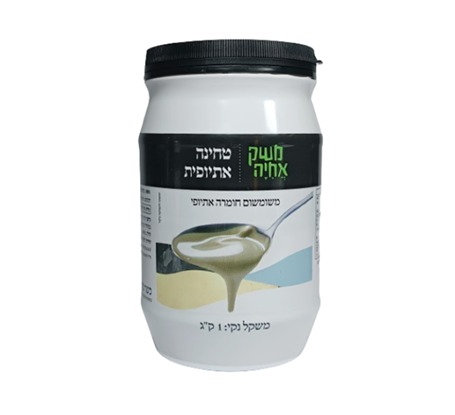 טחינה
אתיופית
משק
אחיה
משומשום חומרה אתיופי
משקל נקי: 1 ק"ג